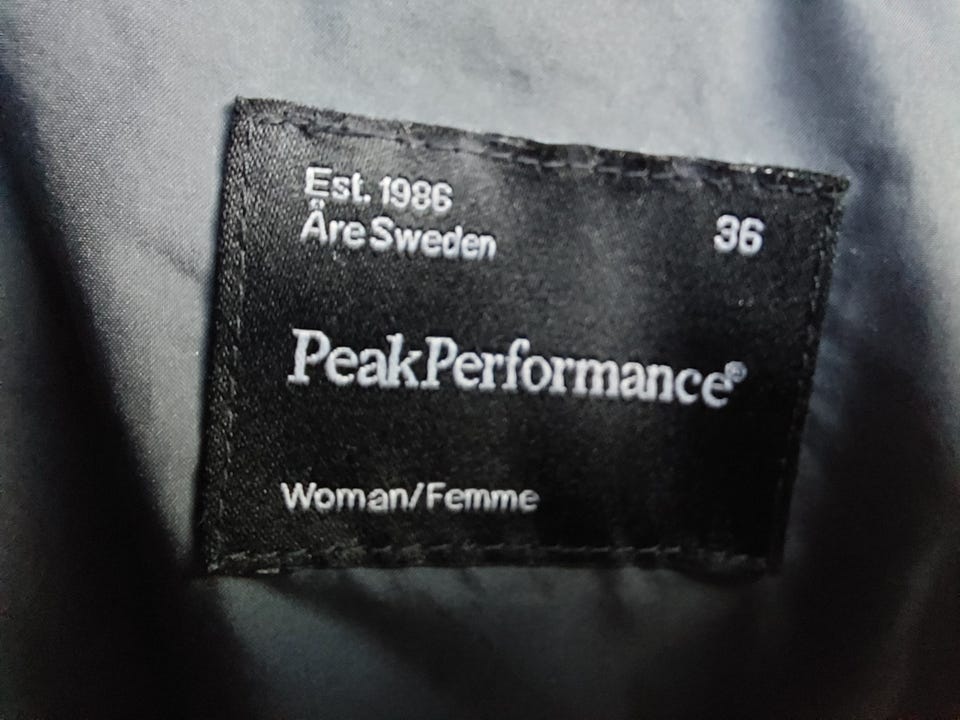 Est. 1986
Åre Sweden
36
PeakPerformance®
Woman/Femme